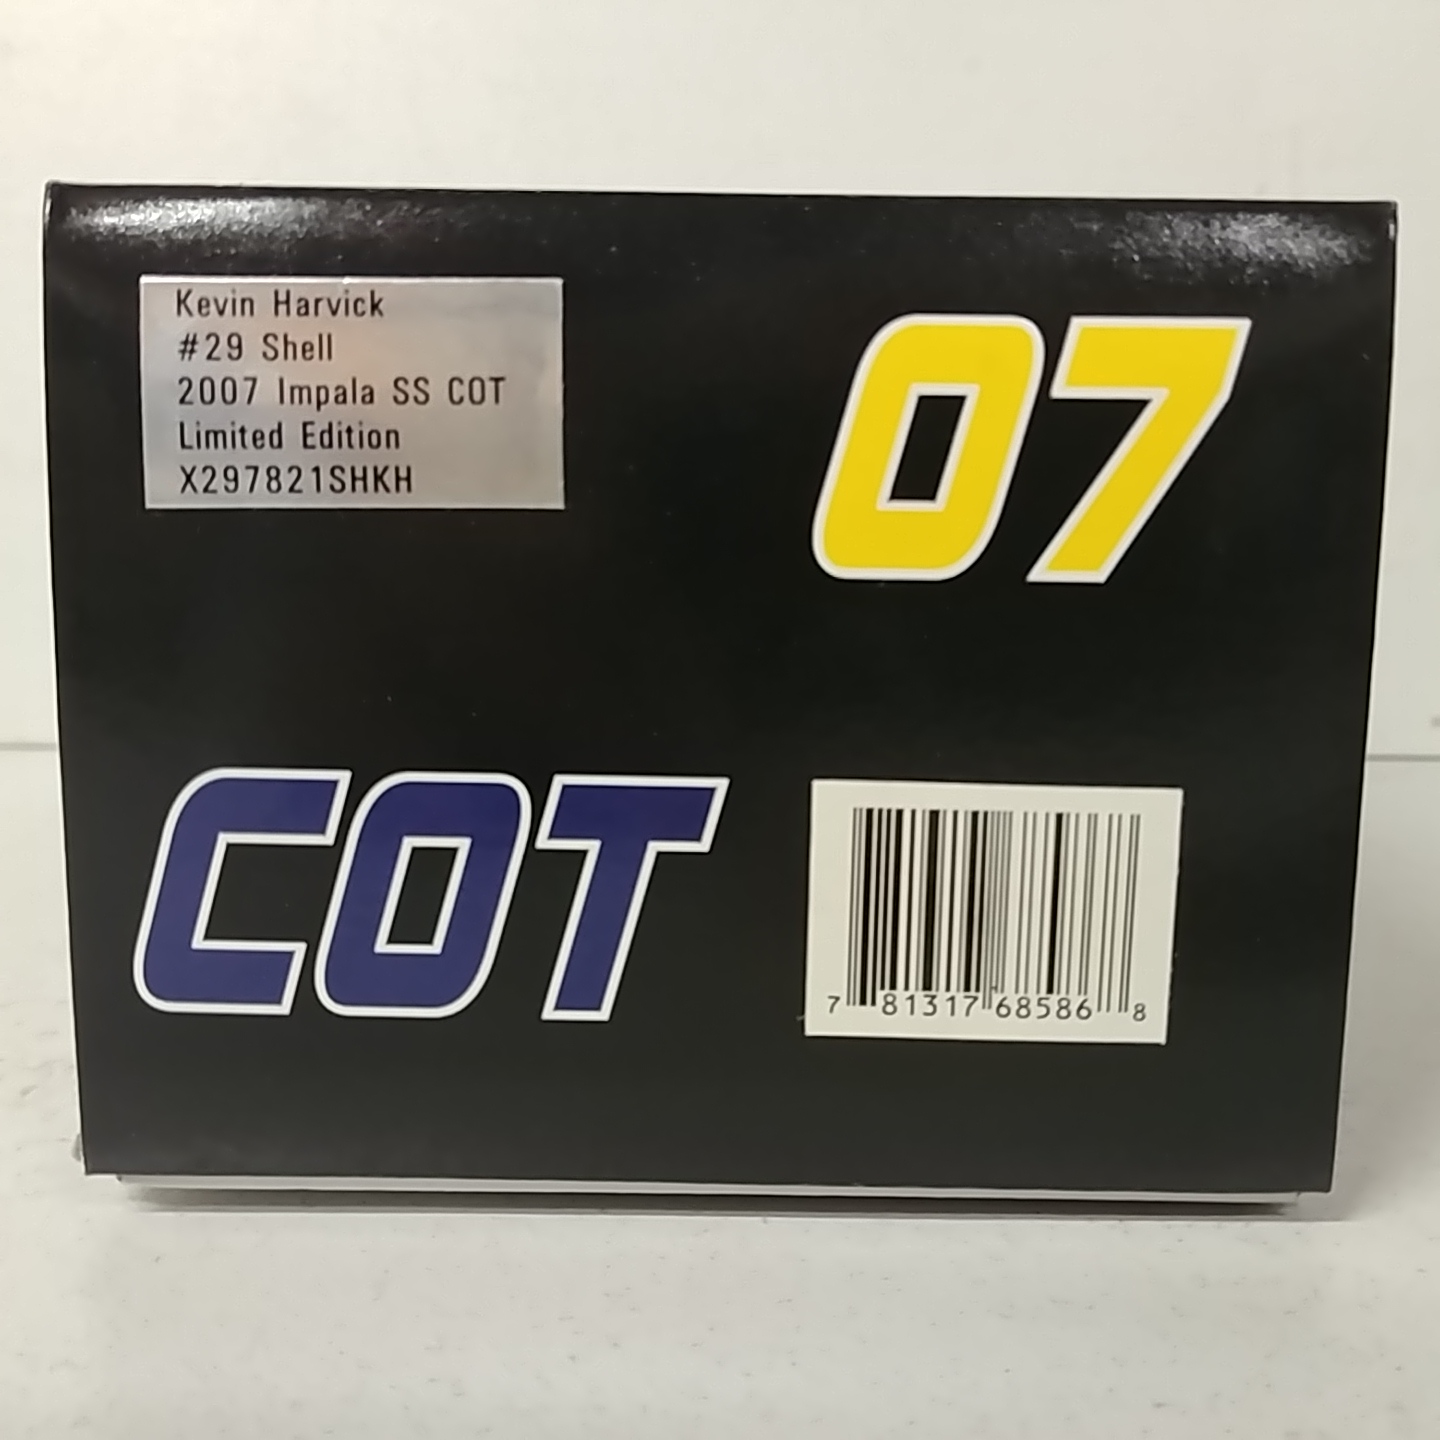 Kevin Harvick
#29 Shell
2007 Impala SS COT
Limited Edition
X297821SHKH
07
COT
7 81317 68586 8